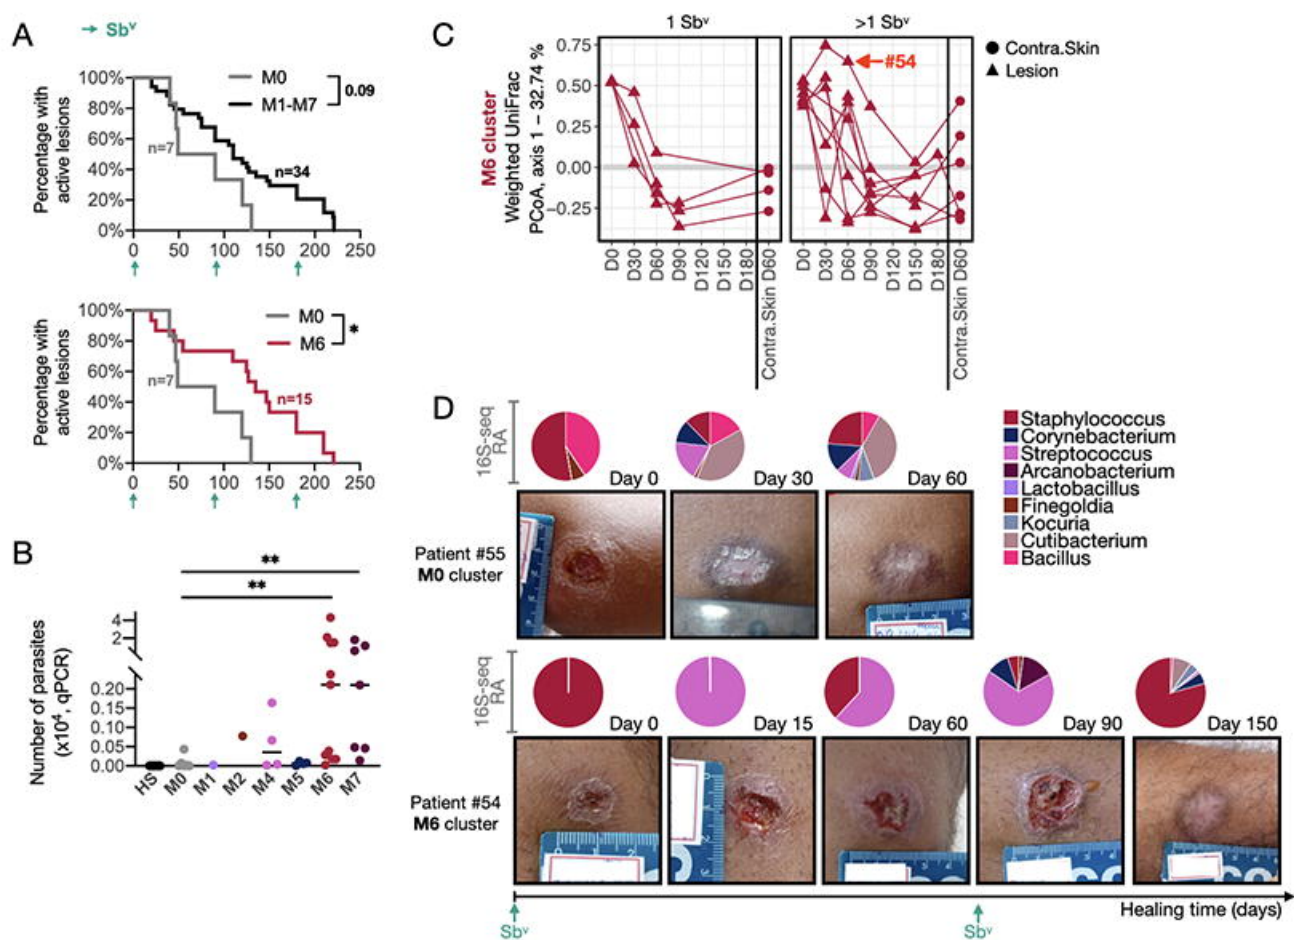 A
→ Sbᵛ
100%
80%
60%
40%
20%
0%
Percentage with
active lesions
M0
M1-M7
0.09
n=7
n=34
0 50 100 150 200 250
100%
80%
60%
40%
20%
0%
Percentage with
active lesions
M0
M6
*
n=7
n=15
0 50 100 150 200 250
B
**
**
Number of parasites
(x10⁴, qPCR)
4
2
0.20
0.15
0.10
0.05
0.00
HS M0 M1 M2 M4 M5 M6 M7
C
1 Sbᵛ
>1 Sbᵛ
Contra.Skin
Lesion
M6 cluster
Weighted UniFrac
PCoA, axis 1 – 32.74 %
0.75
0.50
0.25
0.00
−0.25
#54
D0 D30 D60 D90 D120 D150 D180 Contra.Skin D60
D0 D30 D60 D90 D120 D150 D180 Contra.Skin D60
D
16S-seq
RA
Day 0
Day 30
Day 60
Staphylococcus
Corynebacterium
Streptococcus
Arcanobacterium
Lactobacillus
Finegoldia
Kocuria
Cutibacterium
Bacillus
Patient #55
M0 cluster
16S-seq
RA
Day 0
Day 15
Day 60
Day 90
Day 150
Patient #54
M6 cluster
Healing time (days)
Sbᵛ
Sbᵛ